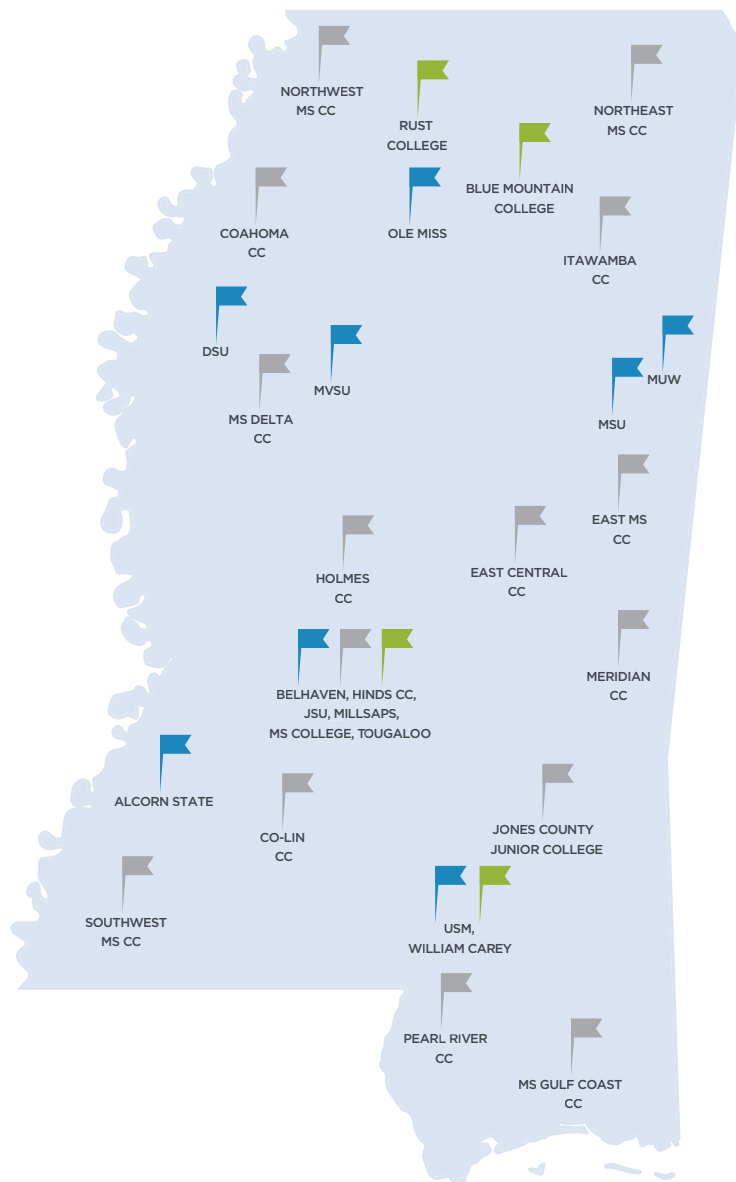 NORTHWEST
MS CC
RUST
COLLEGE
NORTHEAST
MS CC
BLUE MOUNTAIN
COLLEGE
COAHOMA
CC
OLE MISS
ITAWAMBA
CC
DSU
MVSU
MUW
MS DELTA
CC
MSU
EAST MS
CC
HOLMES
CC
EAST CENTRAL
CC
MERIDIAN
CC
BELHAVEN, HINDS CC,
JSU, MILLSAPS,
MS COLLEGE, TOUGALOO
ALCORN STATE
CO-LIN
CC
JONES COUNTY
JUNIOR COLLEGE
SOUTHWEST
MS CC
USM,
WILLIAM CAREY
PEARL RIVER
CC
MS GULF COAST
CC